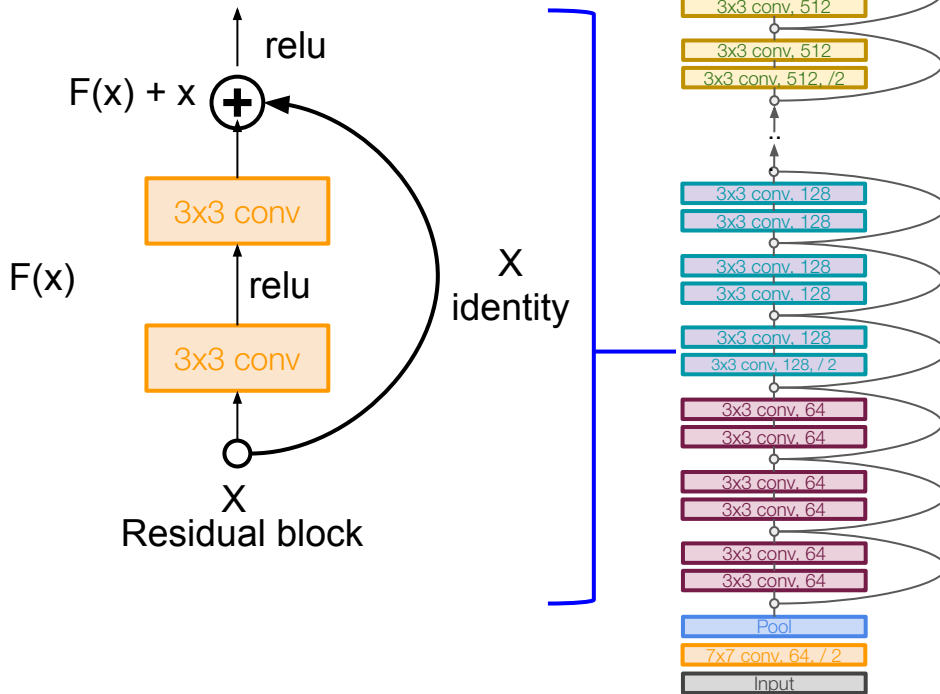 relu
F(x) + x
3x3 conv
F(x)
relu
X
identity
3x3 conv
X
Residual block
3x3 conv, 512
3x3 conv, 512
3x3 conv, 512, /2
..
3x3 conv, 128
3x3 conv, 128
3x3 conv, 128
3x3 conv, 128
3x3 conv, 128
3x3 conv, 128, / 2
3x3 conv, 64
3x3 conv, 64
3x3 conv, 64
3x3 conv, 64
3x3 conv, 64
3x3 conv, 64
Pool
7x7 conv, 64, / 2
Input